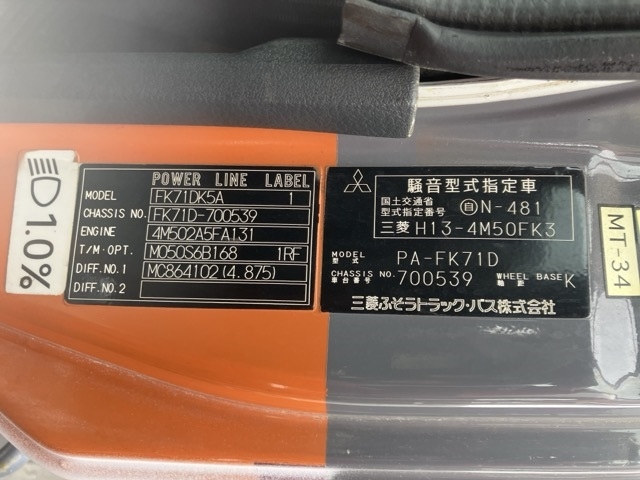 1.0%
POWER LINE LABEL
MODEL FK71DK5A 1
CHASSIS NO. FK71D-700539
ENGINE 4M502A5FA131
T/M·OPT. M050S6B168 1RF
DIFF.NO.1 MC864102(4.875)
DIFF.NO.2
騒音型式指定車
国土交通省
型式指定番号 自N-481
三菱 H13-4M50FK3
MODEL
型式 PA-FK71D
CHASSIS NO.
車台番号 700539
WHEEL BASE
軸距 K
三菱ふそうトラック・バス株式会社
MT-34